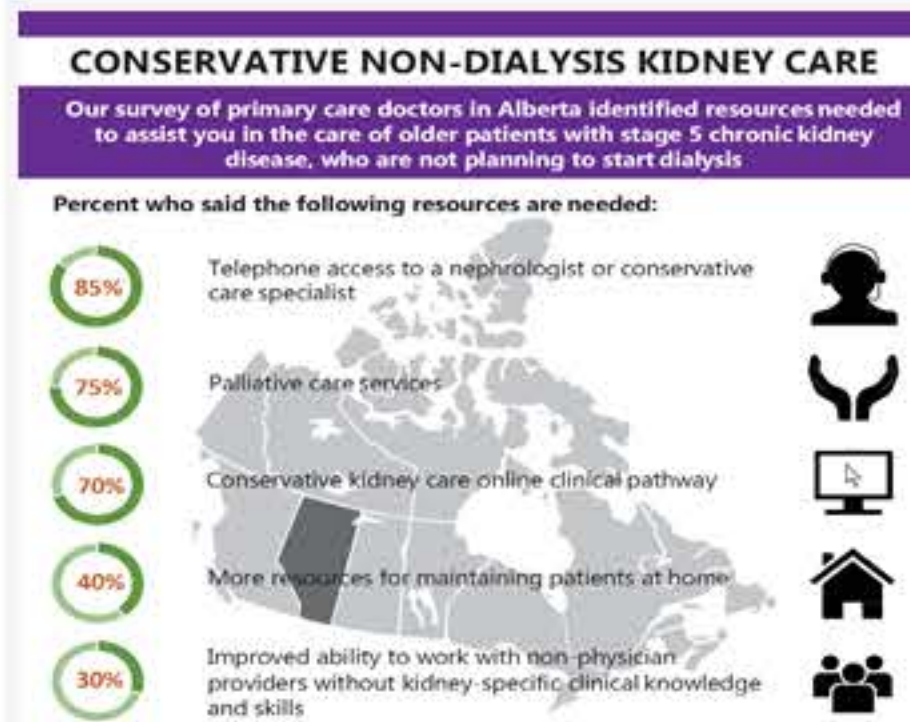 CONSERVATIVE NON-DIALYSIS KIDNEY CARE
Our survey of primary care doctors in Alberta identified resources needed
to assist you in the care of older patients with stage 5 chronic kidney
disease, who are not planning to start dialysis
Percent who said the following resources are needed:
85%
Telephone access to a nephrologist or conservative
care specialist
75%
Palliative care services
70%
Conservative kidney care online clinical pathway
40%
More resources for maintaining patients at home
30%
Improved ability to work with non-physician
providers without kidney-specific clinical knowledge
and skills